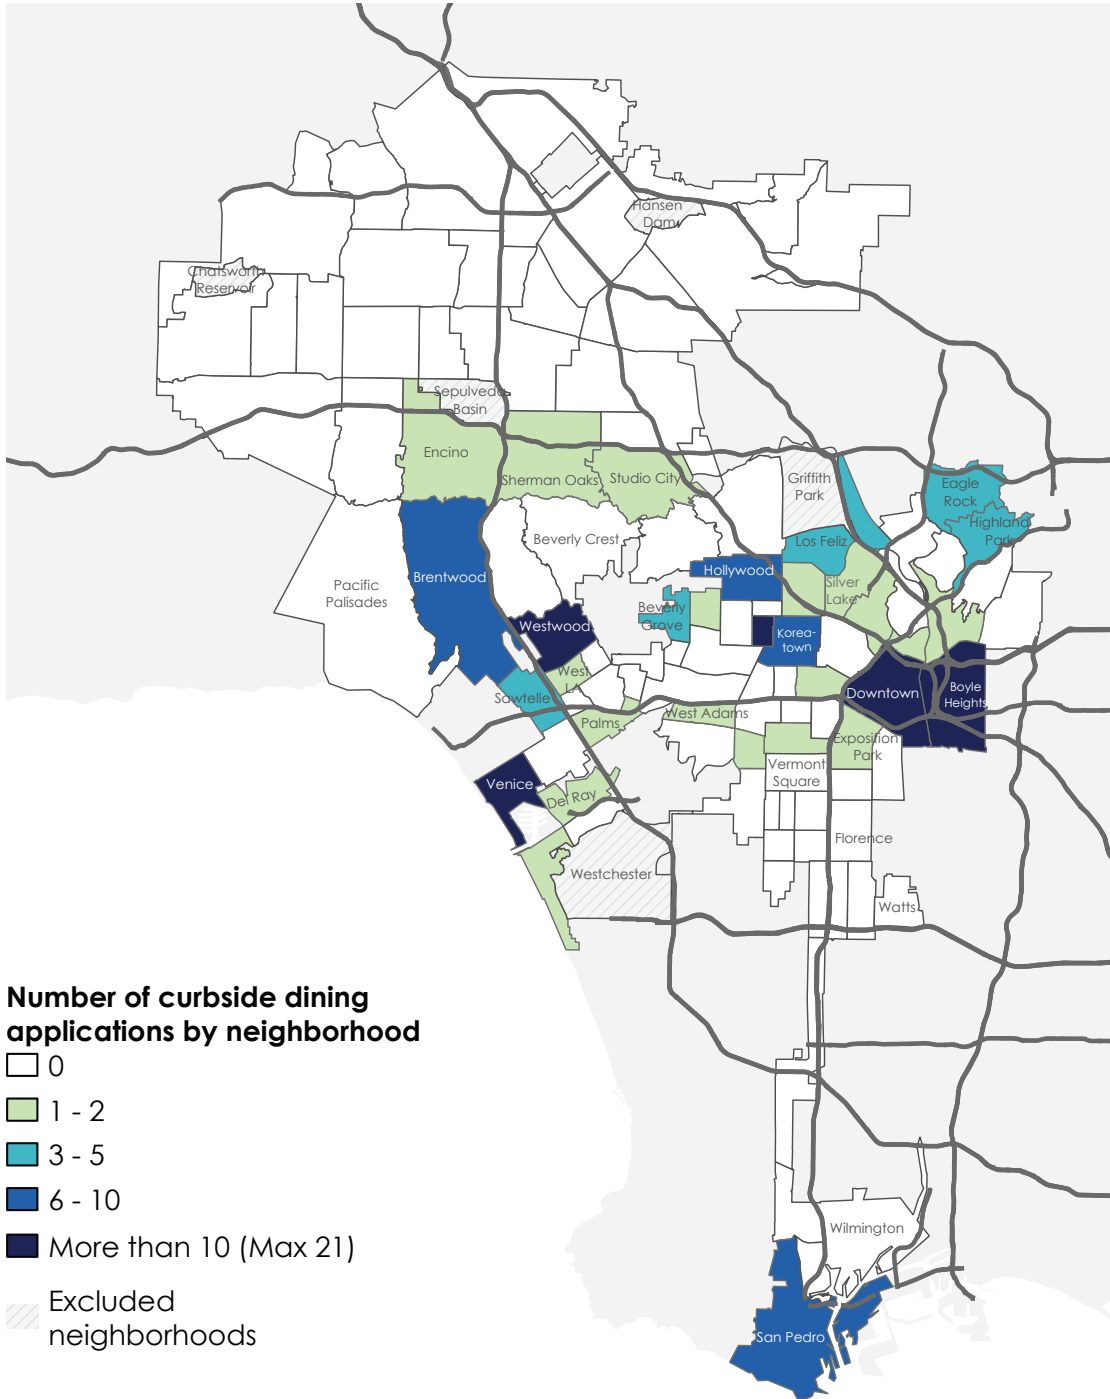 Hansen
Dam
Chatsworth
Reservoir
Sepulveda
Basin
Encino
Sherman Oaks
Studio City
Griffith
Park
Eagle
Rock
Highland
Park
Los Feliz
Beverly Crest
Hollywood
Brentwood
Pacific
Palisades
Silver
Lake
Beverly
Grove
Westwood
Korea-
town
West
LA
Sawtelle
Downtown
Boyle
Heights
Palms
West Adams
Exposition
Park
Vermont
Square
Venice
Del Ray
Florence
Westchester
Watts
Number of curbside dining
applications by neighborhood
0
1 - 2
3 - 5
6 - 10
More than 10 (Max 21)
Excluded
neighborhoods
Wilmington
San Pedro